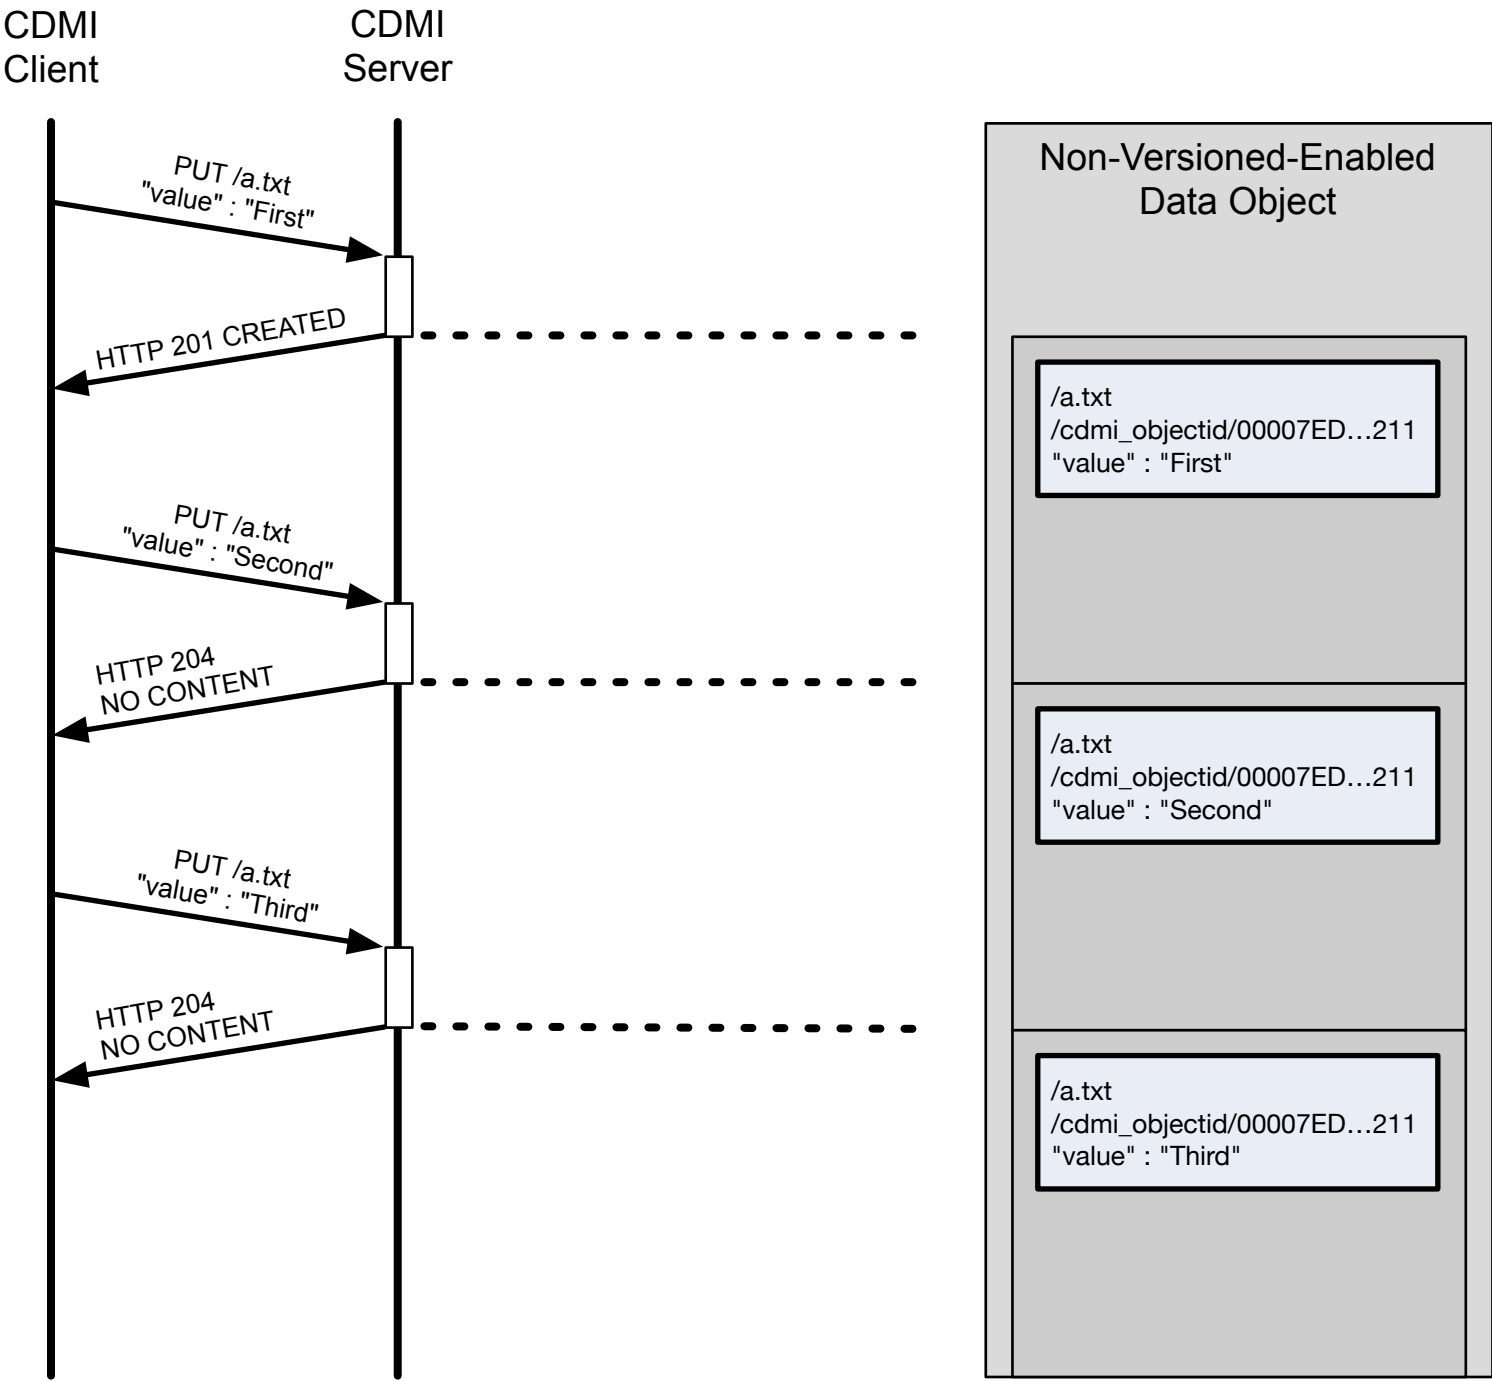 CDMI
Client
CDMI
Server
PUT /a.txt
"value" : "First"
HTTP 201 CREATED
PUT /a.txt
"value" : "Second"
HTTP 204
NO CONTENT
PUT /a.txt
"value" : "Third"
HTTP 204
NO CONTENT
Non-Versioned-Enabled
Data Object
/a.txt
/cdmi_objectid/00007ED…211
"value" : "First"
/a.txt
/cdmi_objectid/00007ED…211
"value" : "Second"
/a.txt
/cdmi_objectid/00007ED…211
"value" : "Third"